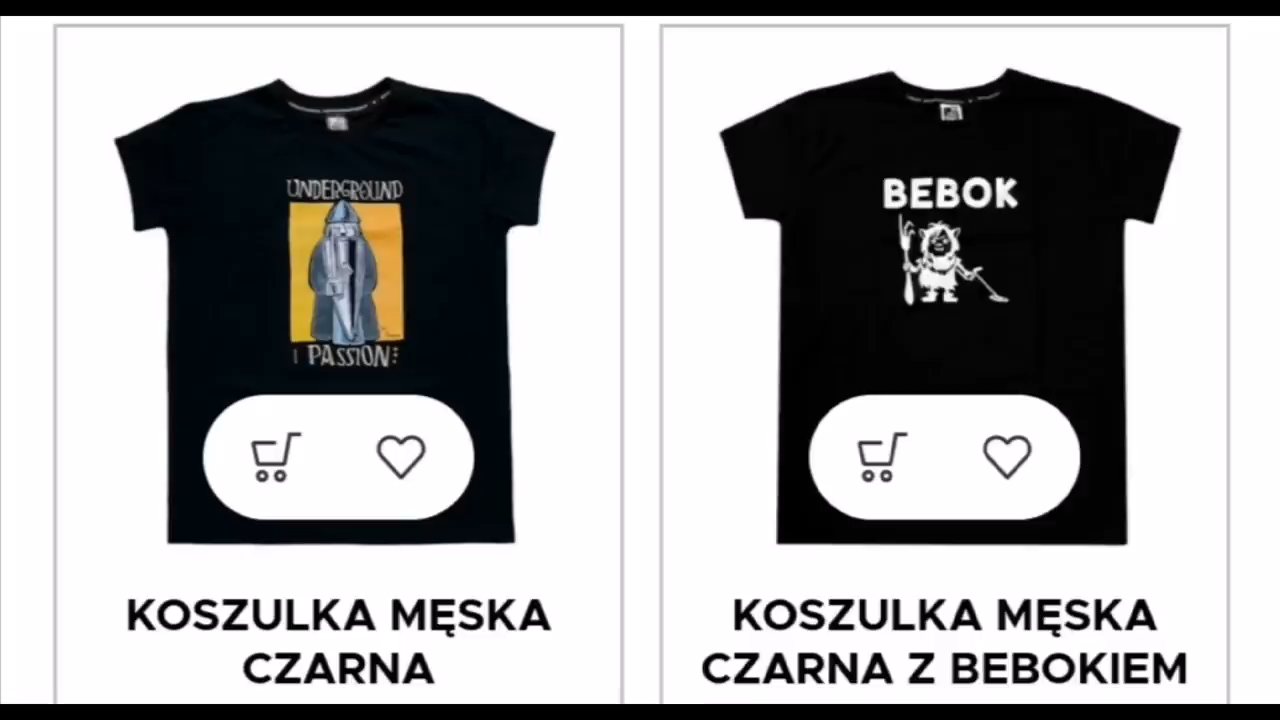 UNDERGROUND
PASSION
KOSZULKA MĘSKA
CZARNA
BEBOK
KOSZULKA MĘSKA
CZARNA Z BEBOKIEM